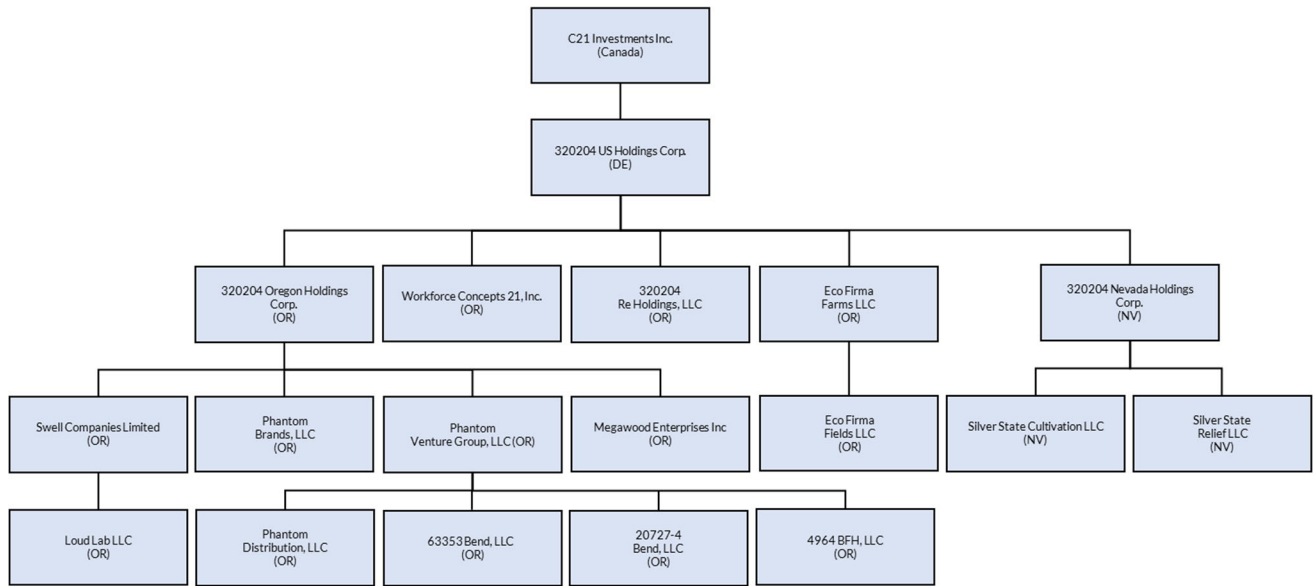 C21 Investments Inc.
(Canada)
320204 US Holdings Corp.
(DE)
320204 Oregon Holdings
Corp.
(OR)
Workforce Concepts 21, Inc.
(OR)
320204
Re Holdings, LLC
(OR)
Eco Firma
Farms LLC
(OR)
320204 Nevada Holdings
Corp.
(NV)
Swell Companies Limited
(OR)
Phantom
Brands, LLC
(OR)
Phantom
Venture Group, LLC (OR)
Megawood Enterprises Inc
(OR)
Eco Firma
Fields LLC
(OR)
Silver State Cultivation LLC
(NV)
Silver State
Relief LLC
(NV)
Loud Lab LLC
(OR)
Phantom
Distribution, LLC
(OR)
63353 Bend, LLC
(OR)
20727-4
Bend, LLC
(OR)
4964 BFH, LLC
(OR)